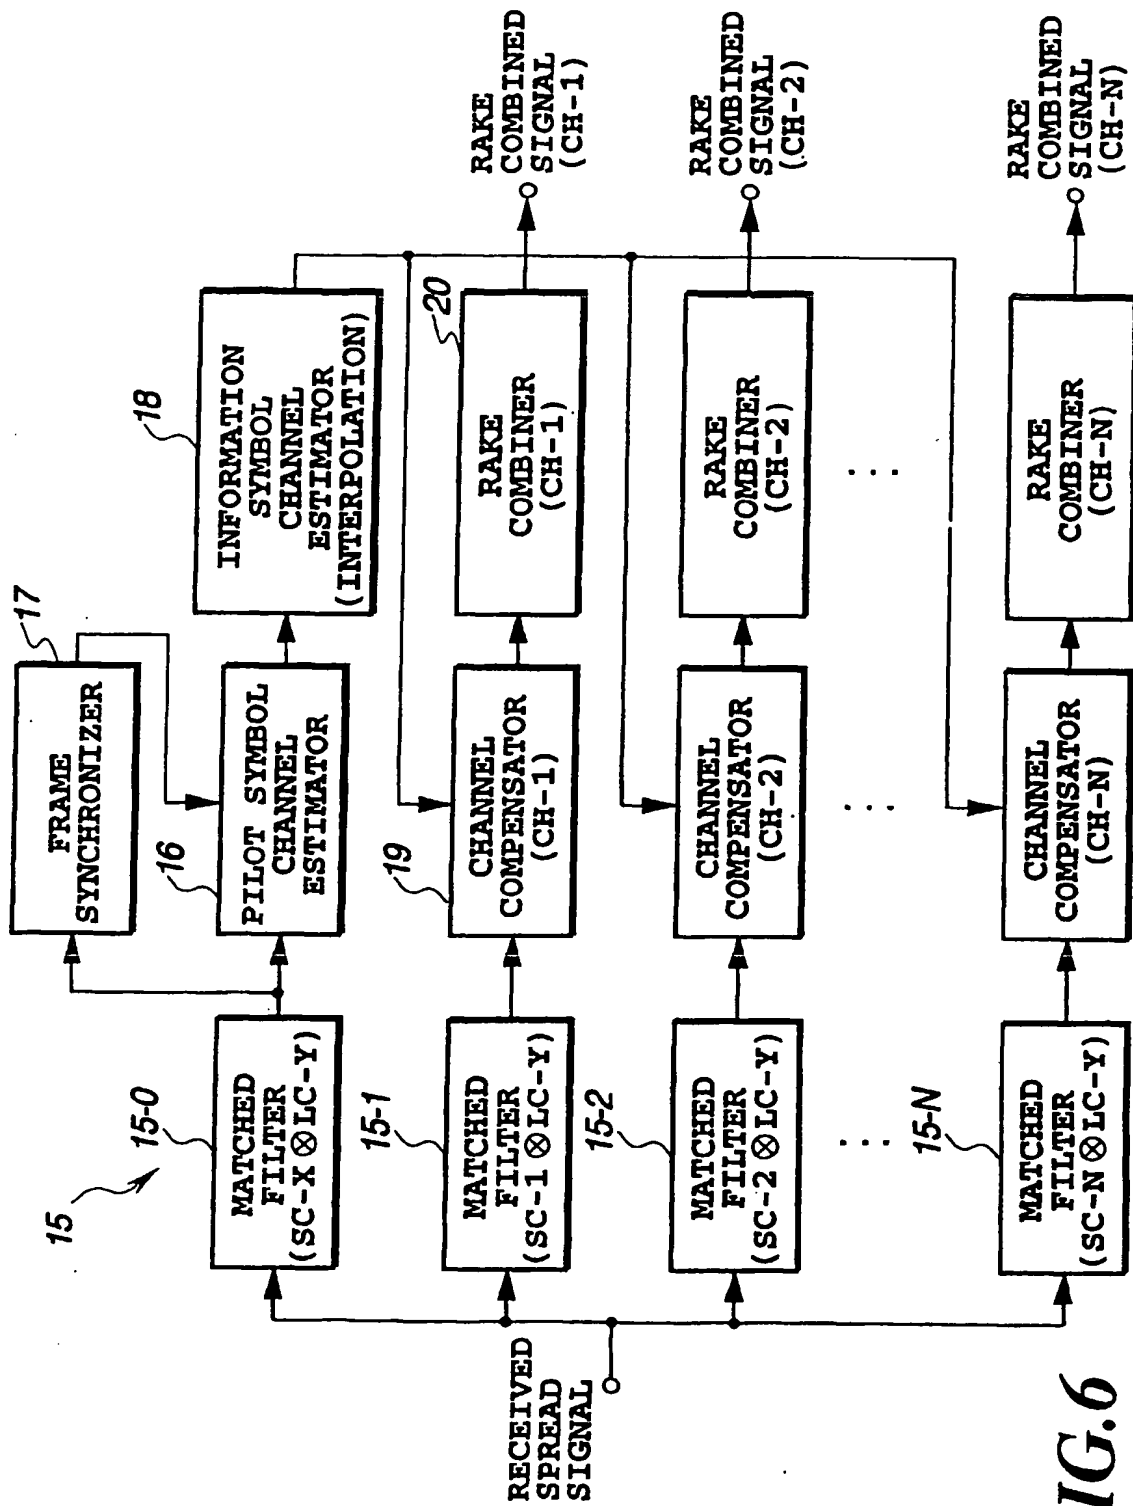 15
RECEIVED
SPREAD
SIGNAL
15-0
MATCHED
FILTER
(SC-X⊗LC-Y)
17
FRAME
SYNCHRONIZER
16
PILOT SYMBOL
CHANNEL
ESTIMATOR
18
INFORMATION
SYMBOL
CHANNEL
ESTIMATOR
(INTERPOLATION)
15-1
MATCHED
FILTER
(SC-1⊗LC-Y)
19
CHANNEL
COMPENSATOR
(CH-1)
20
RAKE
COMBINER
(CH-1)
RAKE
COMBINED
SIGNAL
(CH-1)
15-2
MATCHED
FILTER
(SC-2⊗LC-Y)
CHANNEL
COMPENSATOR
(CH-2)
RAKE
COMBINER
(CH-2)
RAKE
COMBINED
SIGNAL
(CH-2)
...
...
...
15-N
MATCHED
FILTER
(SC-N⊗LC-Y)
CHANNEL
COMPENSATOR
(CH-N)
RAKE
COMBINER
(CH-N)
RAKE
COMBINED
SIGNAL
(CH-N)
IG.6